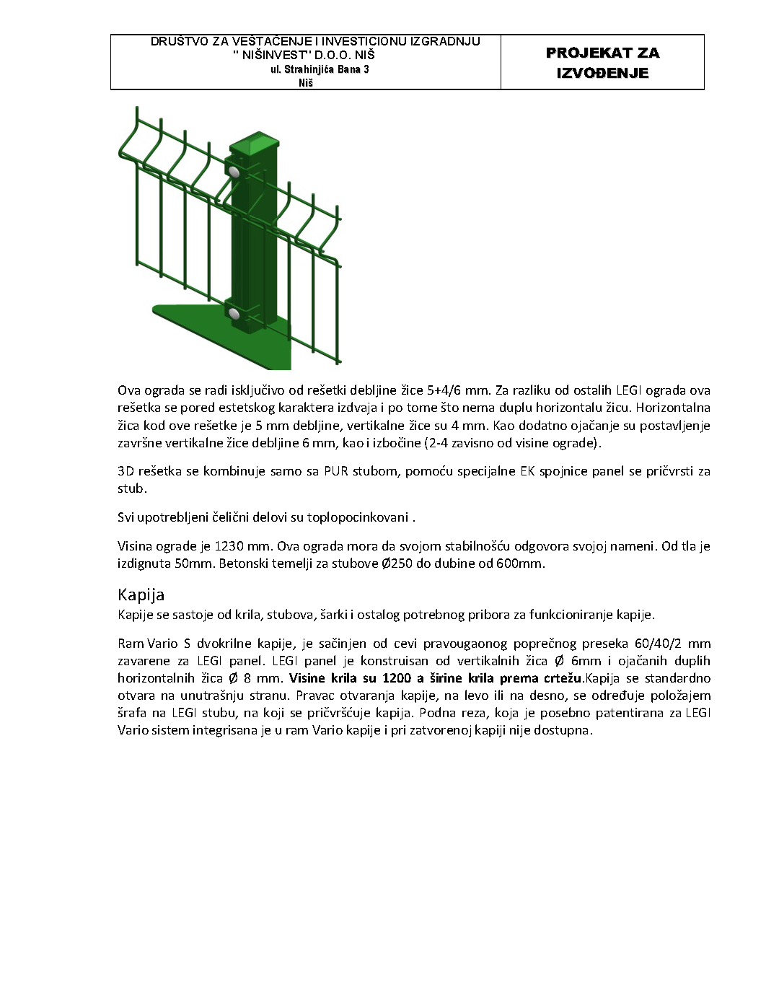 DRUŠTVO ZA VEŠTAČENJE I INVESTICIONU IZGRADNJU
" NIŠINVEST" D.O.O. NIŠ
ul. Strahinjića Bana 3
Niš
PROJEKAT ZA
IZVOĐENJE
Ova ograda se radi isključivo od rešetki debljine žice 5+4/6 mm. Za razliku od ostalih LEGI ograda ova
rešetka se pored estetskog karaktera izdvaja i po tome što nema duplu horizontalu žicu. Horizontalna
žica kod ove rešetke je 5 mm debljine, vertikalne žice su 4 mm. Kao dodatno ojačanje su postavljenje
završne vertikalne žice debljine 6 mm, kao i izbočine (2-4 zavisno od visine ograde).
3D rešetka se kombinuje samo sa PUR stubom, pomoću specijalne EK spojnice panel se pričvrsti za
stub.
Svi upotrebljeni čelični delovi su toplopocinkovani .
Visina ograde je 1230 mm. Ova ograda mora da svojom stabilnošću odgovora svojoj nameni. Od tla je
izdignuta 50mm. Betonski temelji za stubove Ø250 do dubine od 600mm.
Kapija
Kapije se sastoje od krila, stubova, šarki i ostalog potrebnog pribora za funkcioniranje kapije.
Ram Vario S dvokrilne kapije, je sačinjen od cevi pravougaonog poprečnog preseka 60/40/2 mm
zavarene za LEGI panel. LEGI panel je konstruisan od vertikalnih žica Ø 6mm i ojačanih duplih
horizontalnih žica Ø 8 mm. Visine krila su 1200 a širine krila prema crtežu.Kapija se standardno
otvara na unutrašnju stranu. Pravac otvaranja kapije, na levo ili na desno, se određuje položajem
šrafa na LEGI stubu, na koji se pričvršćuje kapija. Podna reza, koja je posebno patentirana za LEGI
Vario sistem integrisana je u ram Vario kapije i pri zatvorenoj kapiji nije dostupna.